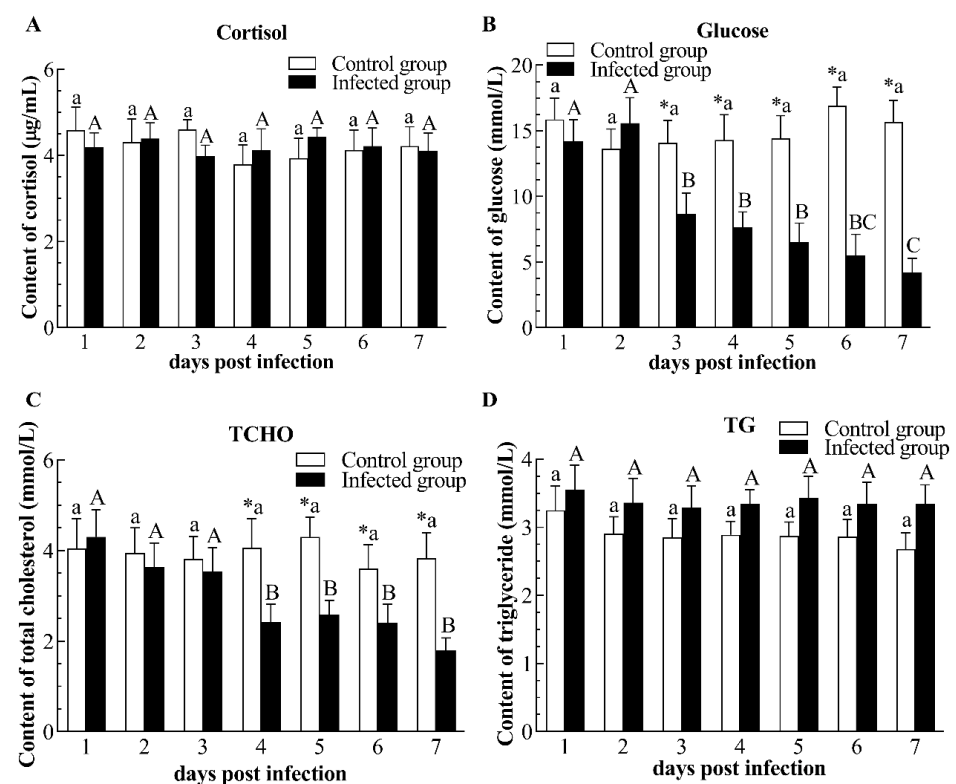 A
Cortisol
Control group
Infected group
Content of cortisol (μg/mL)
6
4
2
0
a A a A a A a A a A a A a A
1 2 3 4 5 6 7
days post infection
B
Glucose
Control group
Infected group
Content of glucose (mmol/L)
20
15
10
5
0
a A a A *a B *a B *a B *a BC *a C
1 2 3 4 5 6 7
days post infection
C
TCHO
Control group
Infected group
Content of total cholesterol (mmol/L)
6
4
2
0
a A a A a A *a B *a B *a B *a B
1 2 3 4 5 6 7
days post infection
D
TG
Control group
Infected group
Content of triglyceride (mmol/L)
4
3
2
1
0
a A a A a A a A a A a A a A
1 2 3 4 5 6 7
days post infection